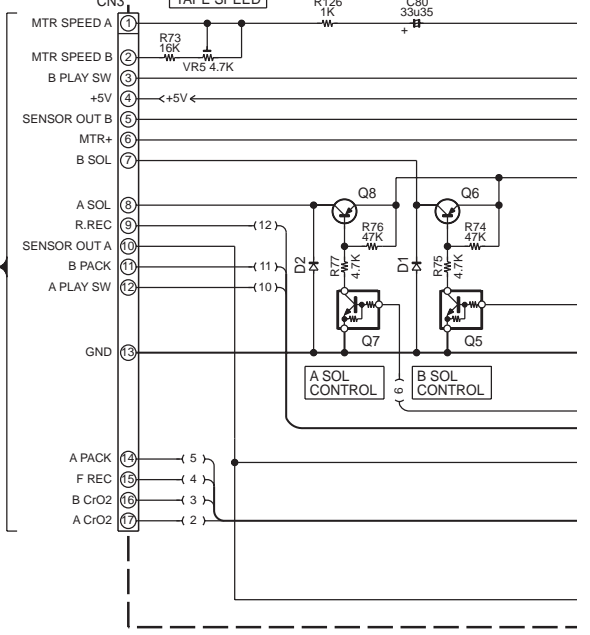 CN3
TAPE SPEED
R126
1K
C80
33u35
+
MTR SPEED A 1
R73
16K
MTR SPEED B 2
VR5 4.7K
B PLAY SW 3
+5V 4 +5V
SENSOR OUT B 5
MTR+ 6
B SOL 7
Q8 Q6
A SOL 8
R.REC 9 12
R76
47K
R74
47K
SENSOR OUT A 10
B PACK 11 11
D2
R77
4.7K
D1
R75
4.7K
A PLAY SW 12 10
Q7 Q5
GND 13
A SOL
CONTROL
6
B SOL
CONTROL
A PACK 14 5
F REC 15 4
B CrO2 16 3
A CrO2 17 2